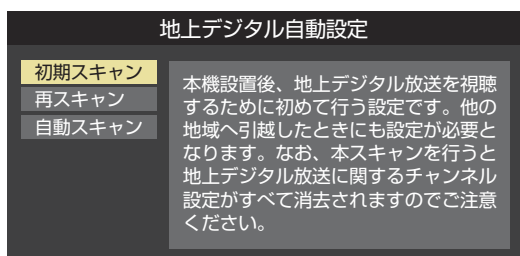 地上デジタル自動設定
初期スキャン
再スキャン
自動スキャン
本機設置後、地上デジタル放送を視聴
するために初めて行う設定です。他の
地域へ引越したときにも設定が必要と
なります。なお、本スキャンを行うと
地上デジタル放送に関するチャンネル
設定がすべて消去されますのでご注意
ください。